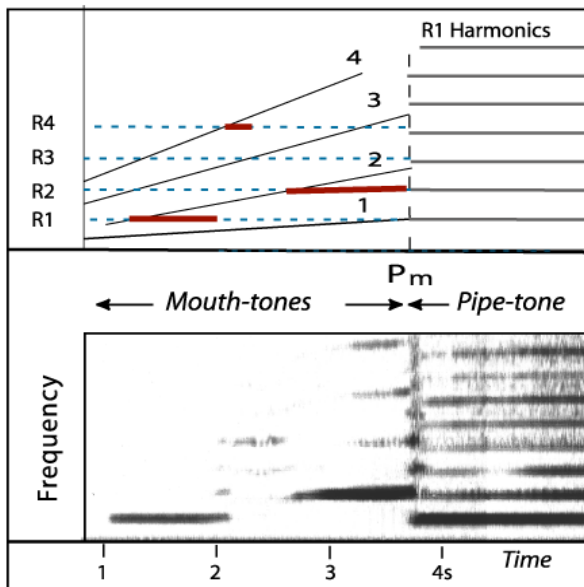 R1 Harmonics
4
3
R4
R3
2
R2
1
R1
Pm
Mouth-tones
Pipe-tone
Frequency
1 2 3 4s Time